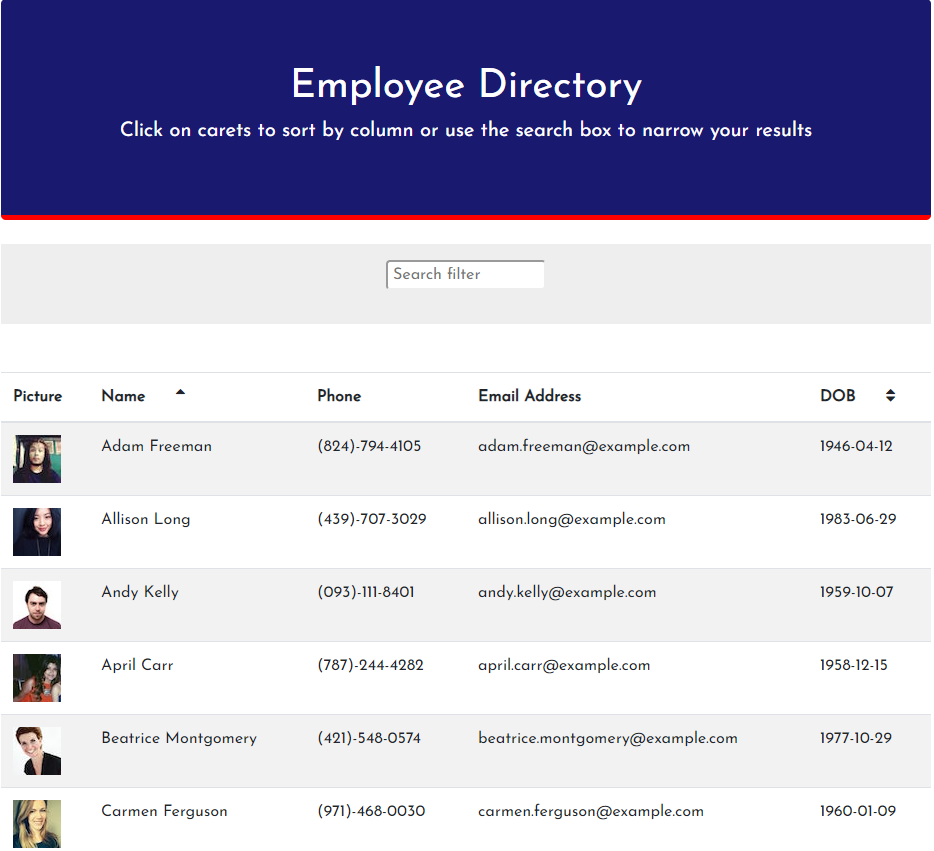 Employee Directory
Click on carets to sort by column or use the search box to narrow your results
Search filter
Picture Name Phone Email Address DOB
Adam Freeman (824)-794-4105 adam.freeman@example.com 1946-04-12
Allison Long (439)-707-3029 allison.long@example.com 1983-06-29
Andy Kelly (093)-111-8401 andy.kelly@example.com 1959-10-07
April Carr (787)-244-4282 april.carr@example.com 1958-12-15
Beatrice Montgomery (421)-548-0574 beatrice.montgomery@example.com 1977-10-29
Carmen Ferguson (971)-468-0030 carmen.ferguson@example.com 1960-01-09